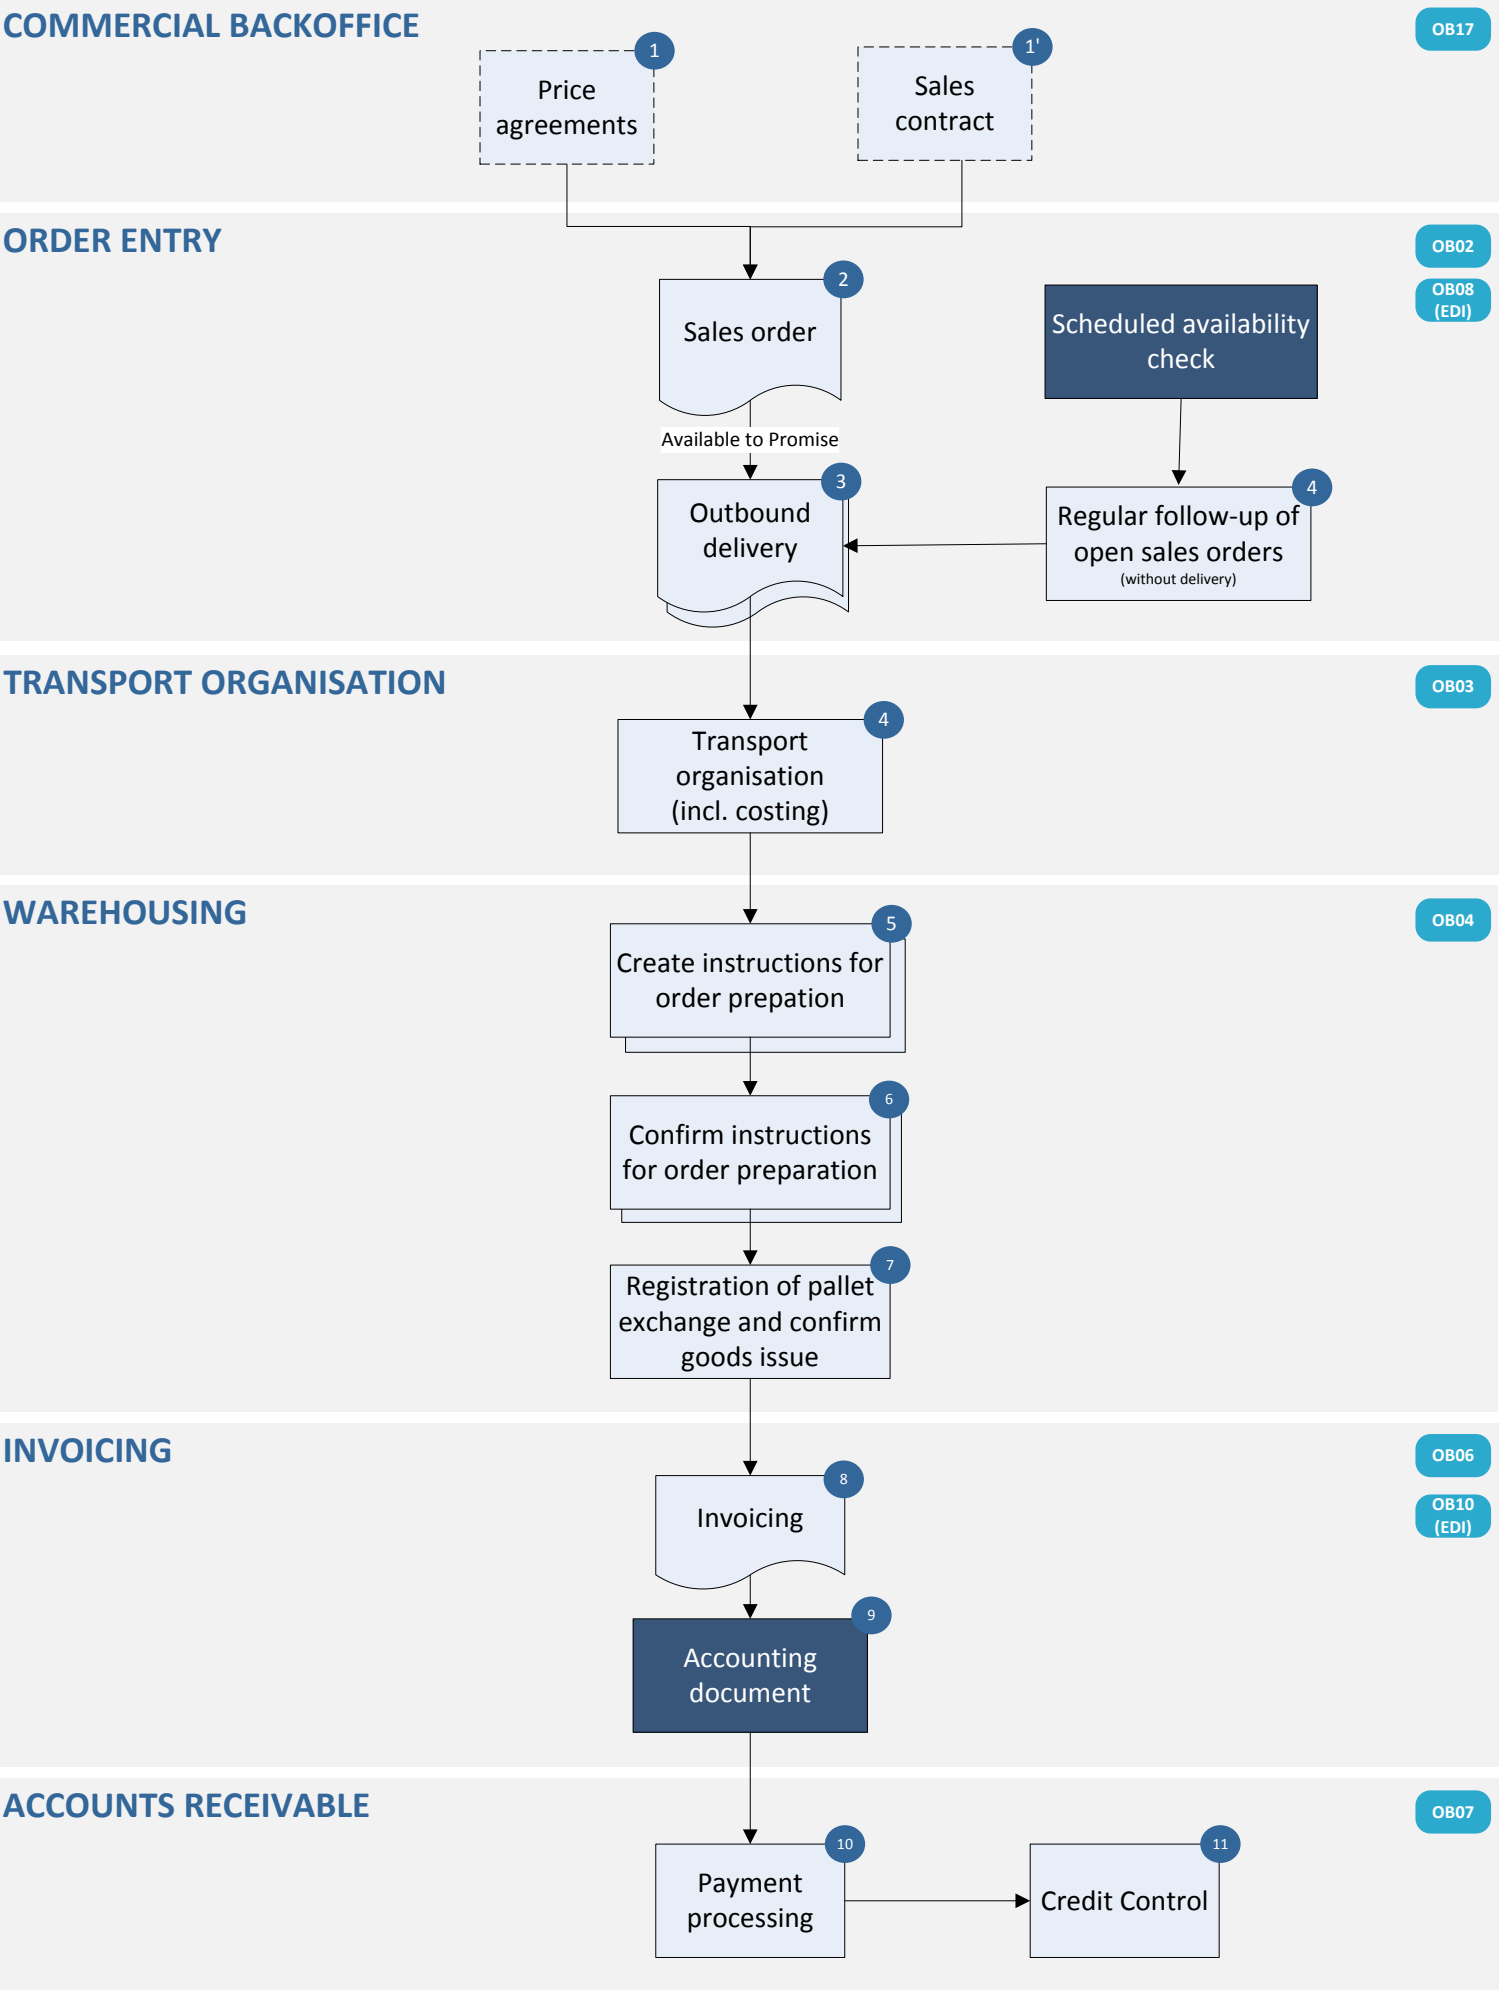 COMMERCIAL BACKOFFICE
OB17
1
Price
agreements
1'
Sales
contract
ORDER ENTRY
OB02
OB08
(EDI)
2
Sales order
Scheduled availability
check
Available to Promise
3
Outbound
delivery
4
Regular follow-up of
open sales orders
(without delivery)
TRANSPORT ORGANISATION
OB03
4
Transport
organisation
(incl. costing)
WAREHOUSING
OB04
5
Create instructions for
order prepation
6
Confirm instructions
for order preparation
7
Registration of pallet
exchange and confirm
goods issue
INVOICING
OB06
OB10
(EDI)
8
Invoicing
9
Accounting
document
ACCOUNTS RECEIVABLE
OB07
10
Payment
processing
11
Credit Control